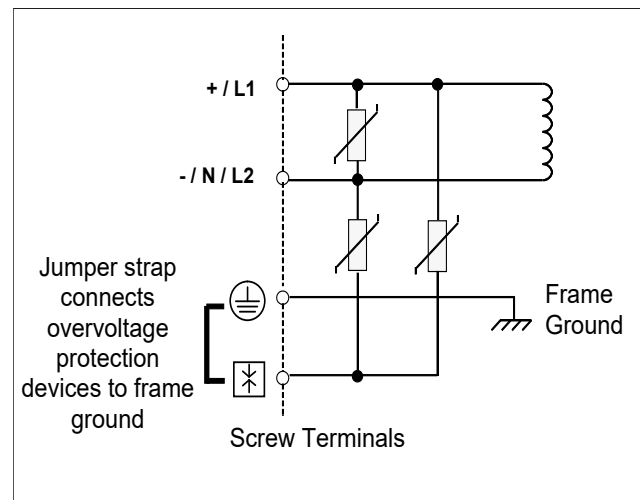 + / L1
- / N / L2
Jumper strap
connects
overvoltage
protection
devices to frame
ground
Frame
Ground
Screw Terminals